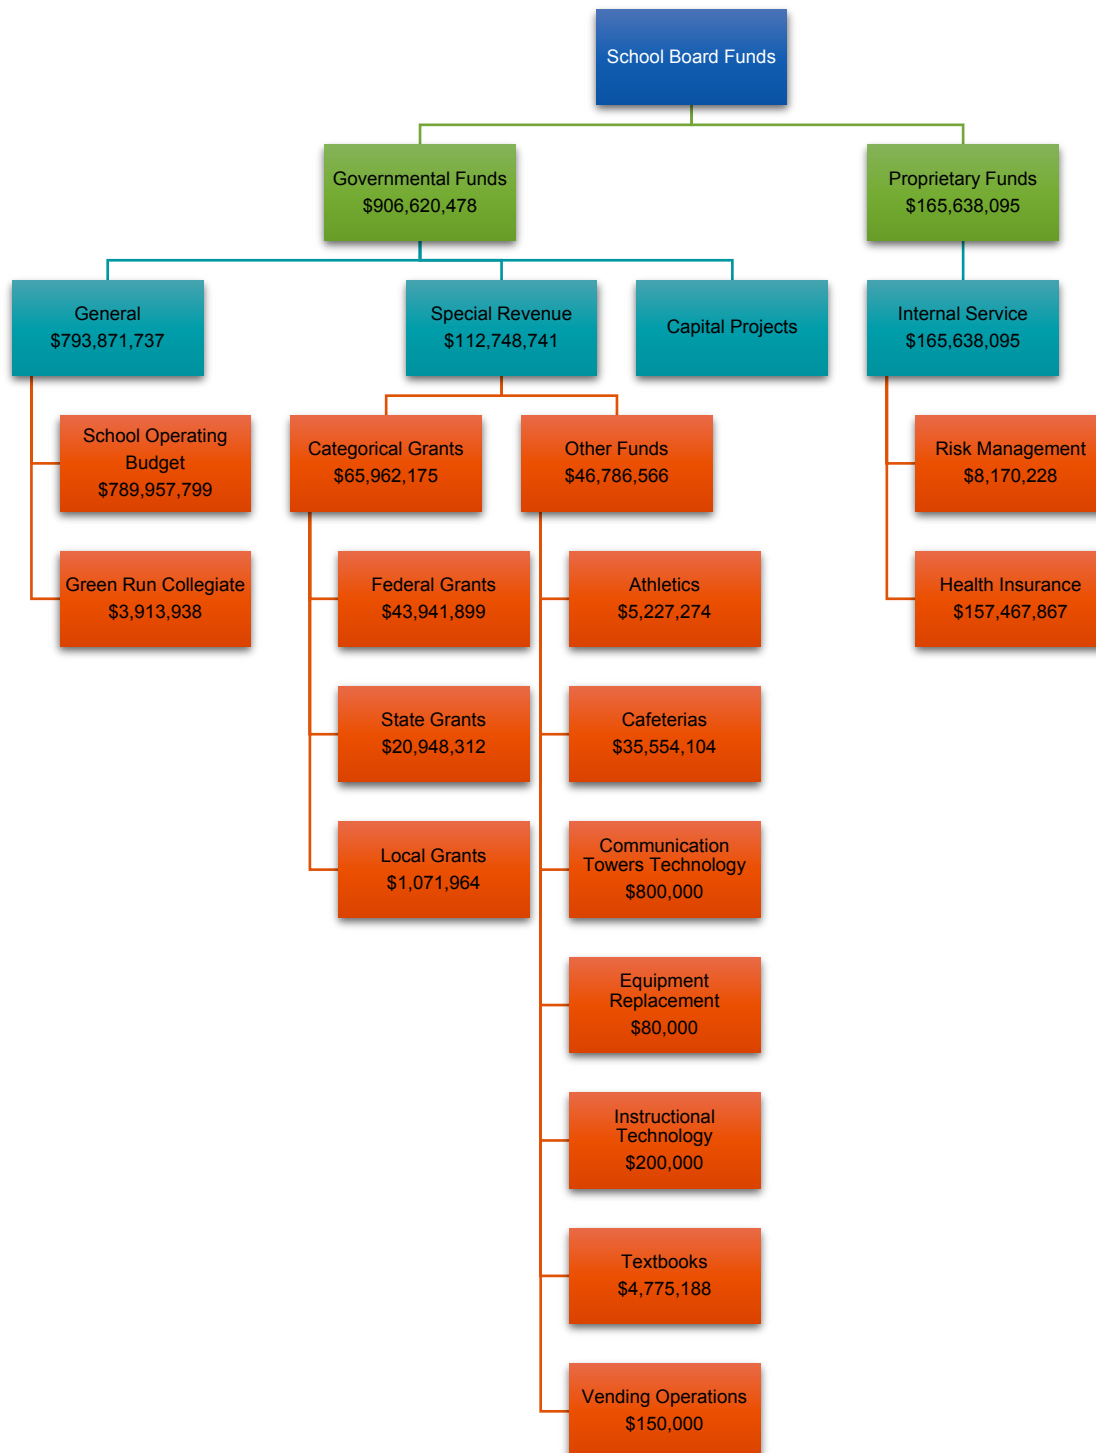 School Board Funds
Governmental Funds
$906,620,478
Proprietary Funds
$165,638,095
General
$793,871,737
Special Revenue
$112,748,741
Capital Projects
Internal Service
$165,638,095
School Operating
Budget
$789,957,799
Categorical Grants
$65,962,175
Other Funds
$46,786,566
Risk Management
$8,170,228
Green Run Collegiate
$3,913,938
Federal Grants
$43,941,899
Athletics
$5,227,274
Health Insurance
$157,467,867
State Grants
$20,948,312
Cafeterias
$35,554,104
Local Grants
$1,071,964
Communication
Towers Technology
$800,000
Equipment
Replacement
$80,000
Instructional
Technology
$200,000
Textbooks
$4,775,188
Vending Operations
$150,000